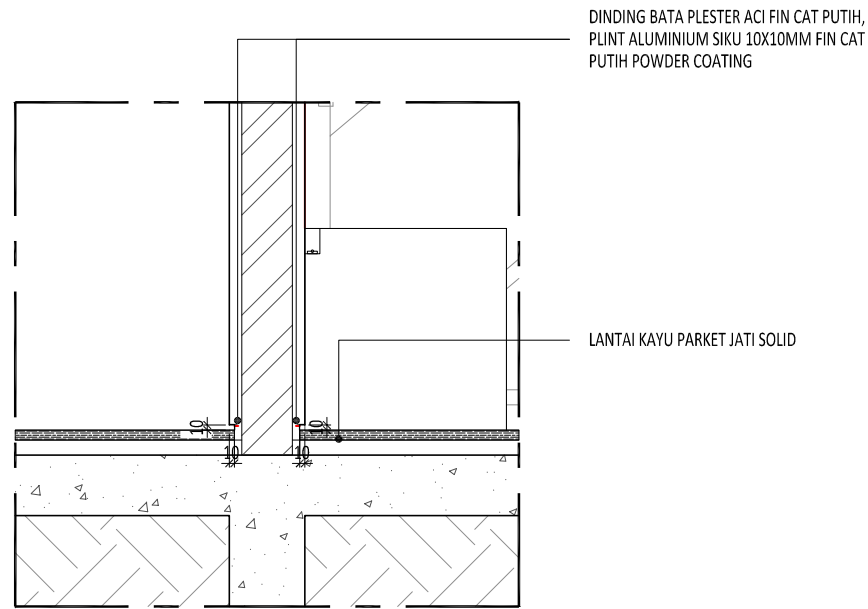 DINDING BATA PLESTER ACI FIN CAT PUTIH,
PLINT ALUMINIUM SIKU 10X10MM FIN CAT
PUTIH POWDER COATING
LANTAI KAYU PARKET JATI SOLID
10
10
10
10